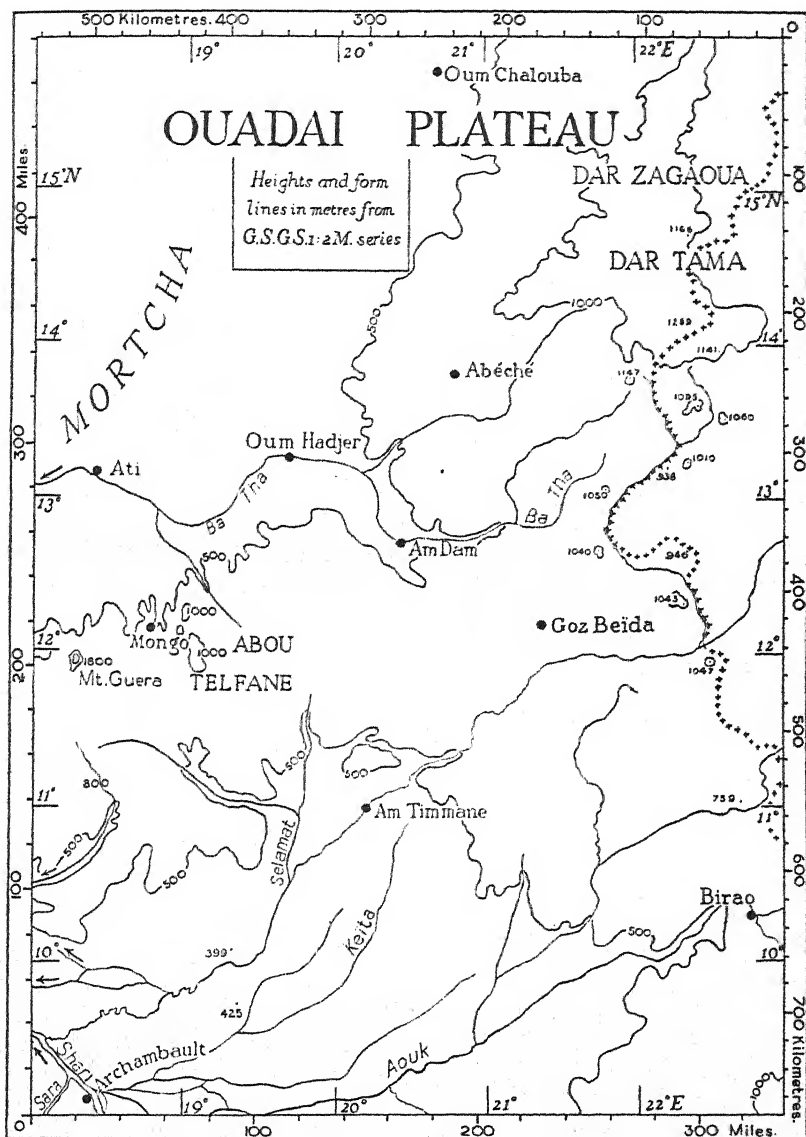 500 Kilometres. 400 300 200 100 0
19° 20° 21° 22°E
Oum Chalouba
OUADAI PLATEAU
Heights and form
lines in metres from
G.S.G.S. 1:2M. series
DAR ZAGAOUA
15°N
15°N
100
Miles.
400
1166
DAR TAMA
MORTCHA
500
1000
200
14°
1289
14°
1141.
Abéché
1147
1095
1060
300
Oum Hadjer
300
Ati
1010
938
13°
Ba Tha
Ba Tha
1050
13°
500
Am Dam
1040
946
400
1000
1043
Goz Beïda
12°
Mongo
ABOU
12°
200
1800
1000
1047
Mt. Guera
TELFANE
500
500
500
800
759.
11°
Am Timmane
11°
500
Selamat
600
500
100
Birao
Keïta
10°
399
500
10°
425
700
Archambault
Aouk
Shari
Sara
1000
Kilometres.
19° 20° 21° 22°E
0 100 200 300 Miles.